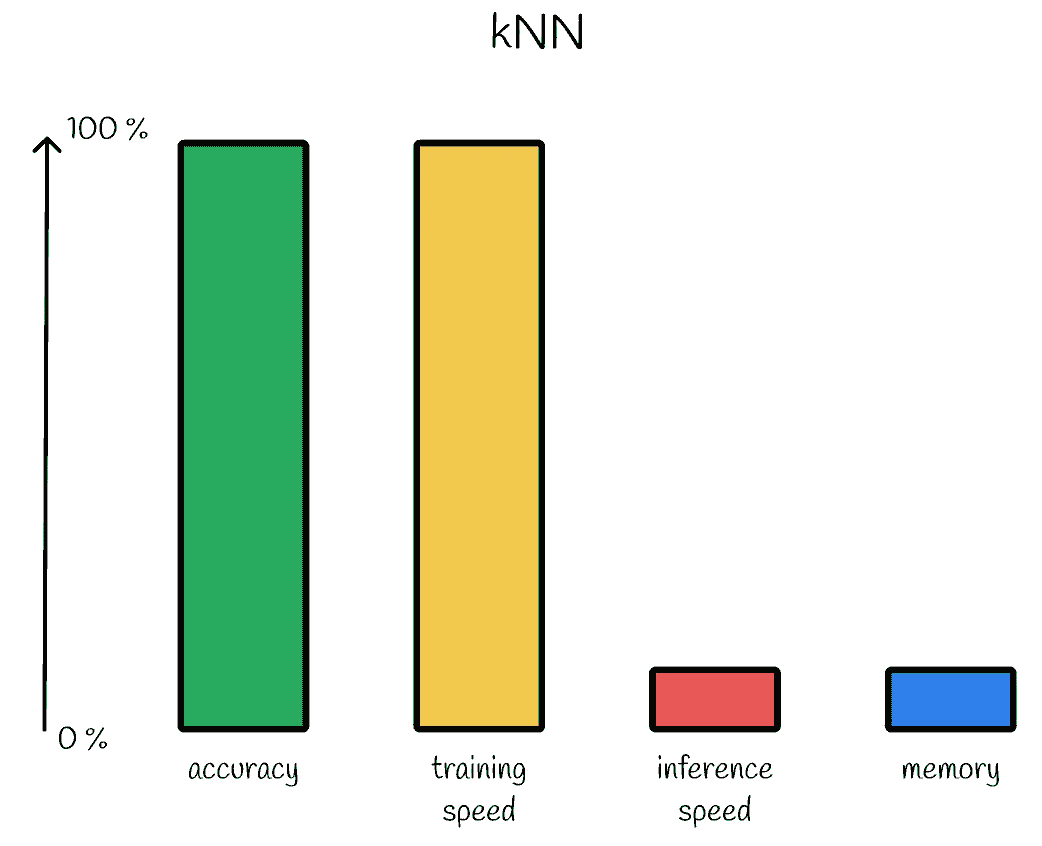 kNN
100 %
0 %
accuracy
training
speed
inference
speed
memory